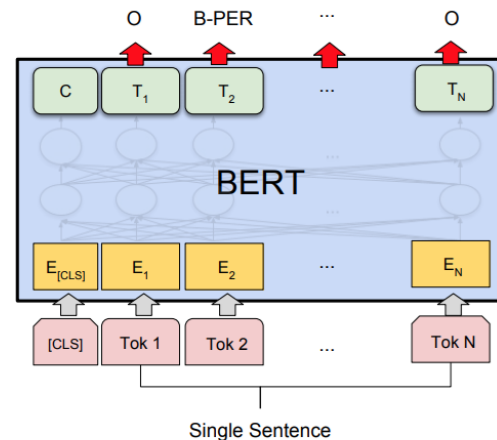 O B-PER ... O
C T1 T2 ... TN
...
BERT
...
E[CLS] E1 E2 ... EN
[CLS] Tok 1 Tok 2 ... Tok N
Single Sentence